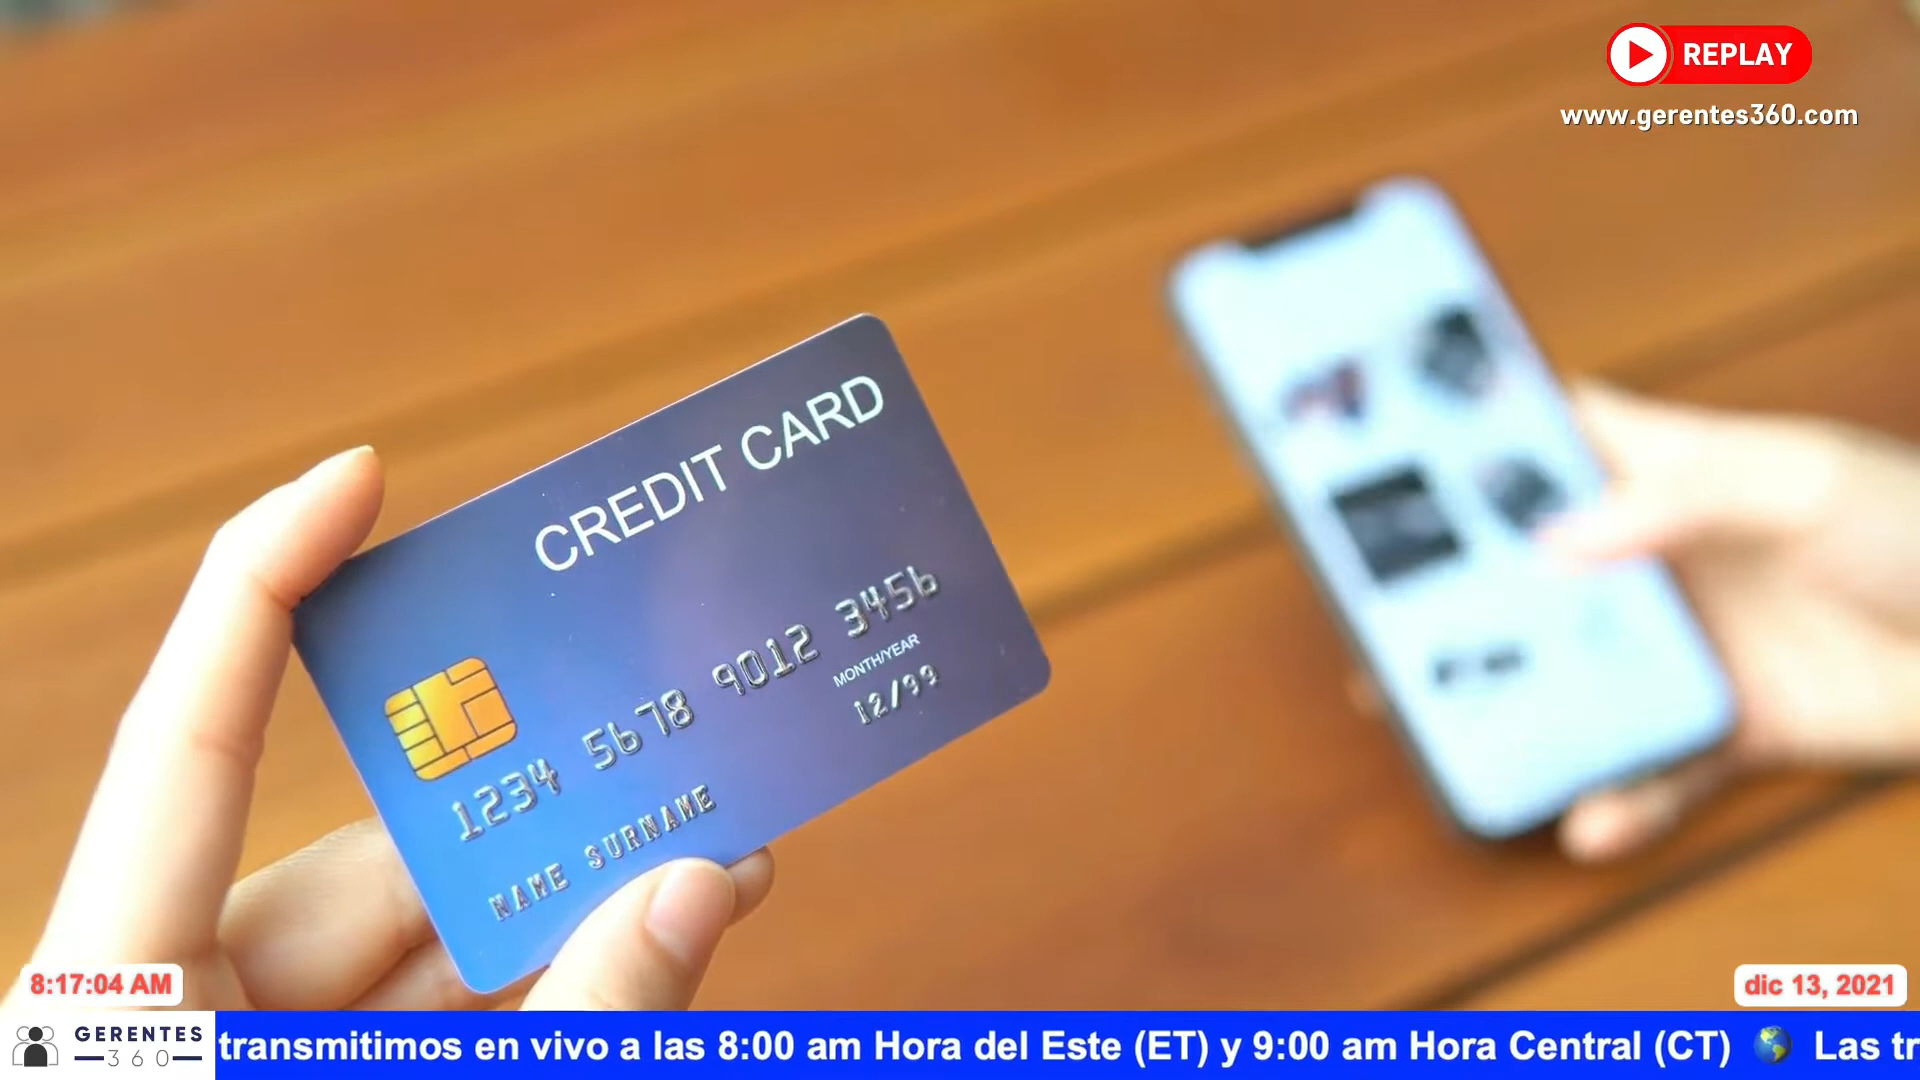 REPLAY
www.gerentes360.com
CREDIT CARD
1234 5678 9012 3456
MONTH/YEAR
12/99
NAME SURNAME
8:17:04 AM
dic 13, 2021
GERENTES
360
transmitimos en vivo a las 8:00 am Hora del Este (ET) y 9:00 am Hora Central (CT) 🌎 Las tr